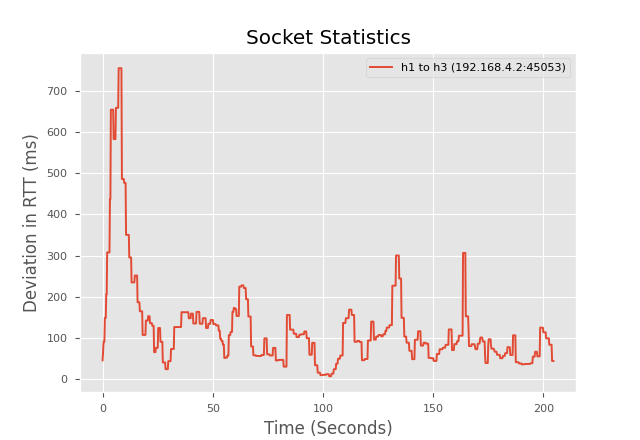 Socket Statistics
h1 to h3 (192.168.4.2:45053)
Deviation in RTT (ms)
700
600
500
400
300
200
100
0
0 50 100 150 200
Time (Seconds)